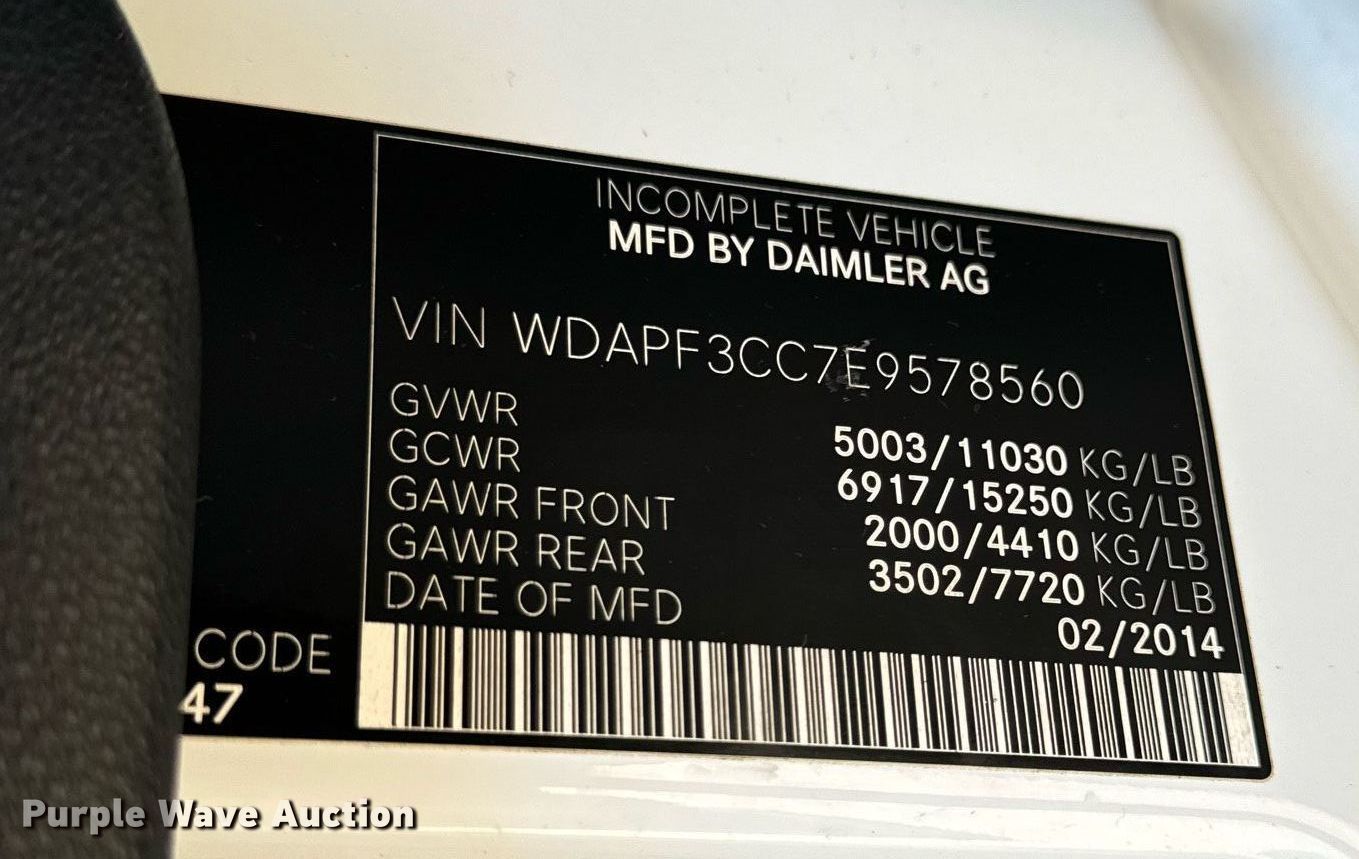 INCOMPLETE VEHICLE
MFD BY DAIMLER AG
VIN WDAPF3CC7E9578560
GVWR 5003/11030 KG/LB
GCWR 6917/15250 KG/LB
GAWR FRONT 2000/4410 KG/LB
GAWR REAR 3502/7720 KG/LB
DATE OF MFD 02/2014
CODE
47
Purple Wave Auction